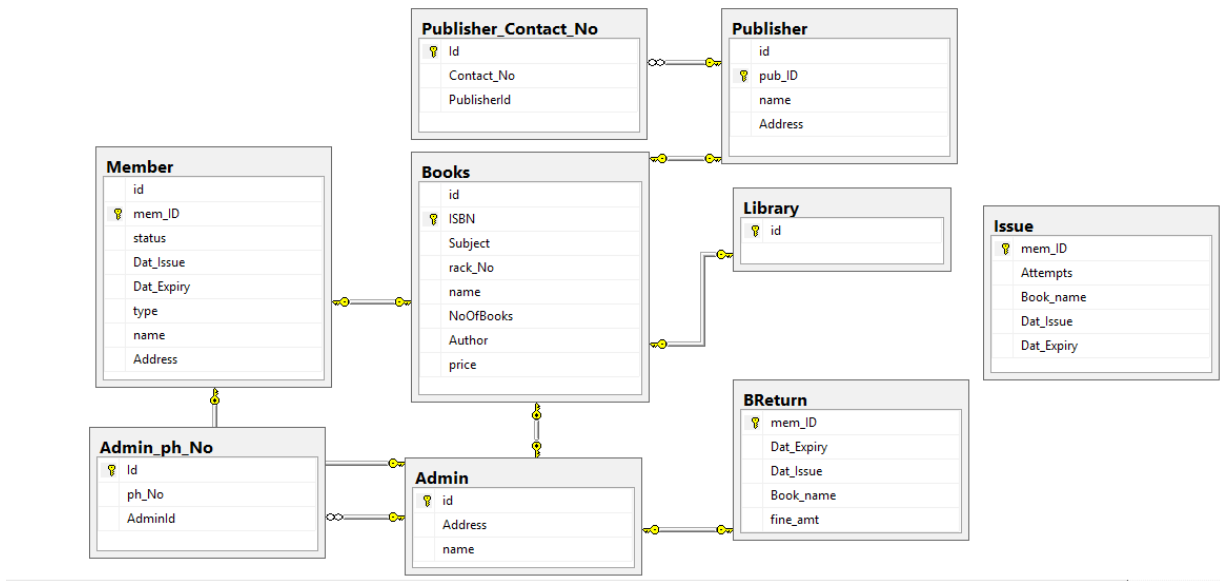 Publisher_Contact_No
Id
Contact_No
PublisherId
Publisher
id
pub_ID
name
Address
Member
id
mem_ID
status
Dat_Issue
Dat_Expiry
type
name
Address
Books
id
ISBN
Subject
rack_No
name
NoOfBooks
Author
price
Library
id
Issue
mem_ID
Attempts
Book_name
Dat_Issue
Dat_Expiry
Admin_ph_No
Id
ph_No
AdminId
Admin
id
Address
name
BReturn
mem_ID
Dat_Expiry
Dat_Issue
Book_name
fine_amt